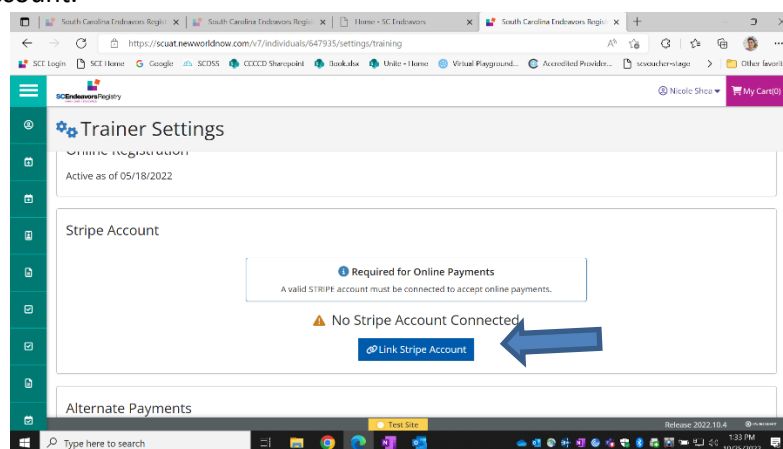 account.
South Carolina Endeavors Regist
South Carolina Endeavors Regist
Home - SC Endeavors
South Carolina Endeavors Regist
https://scuat.newworldnow.com/v7/individuals/647935/settings/training
SCE Login
SCE Home
Google
SCDSS
CCCCD Sharepoint
Book.xlsx
Unite - Home
Virtual Playground...
Accredited Provider...
scvoucher-stage
Other favorit
SCEndeavorsRegistry
Nicole Shea
My Cart(0)
Trainer Settings
Online Registration
Active as of 05/18/2022
Stripe Account
Required for Online Payments
A valid STRIPE account must be connected to accept online payments.
No Stripe Account Connected
Link Stripe Account
Alternate Payments
Test Site
Release 2022.10.4
Type here to search
1:33 PM